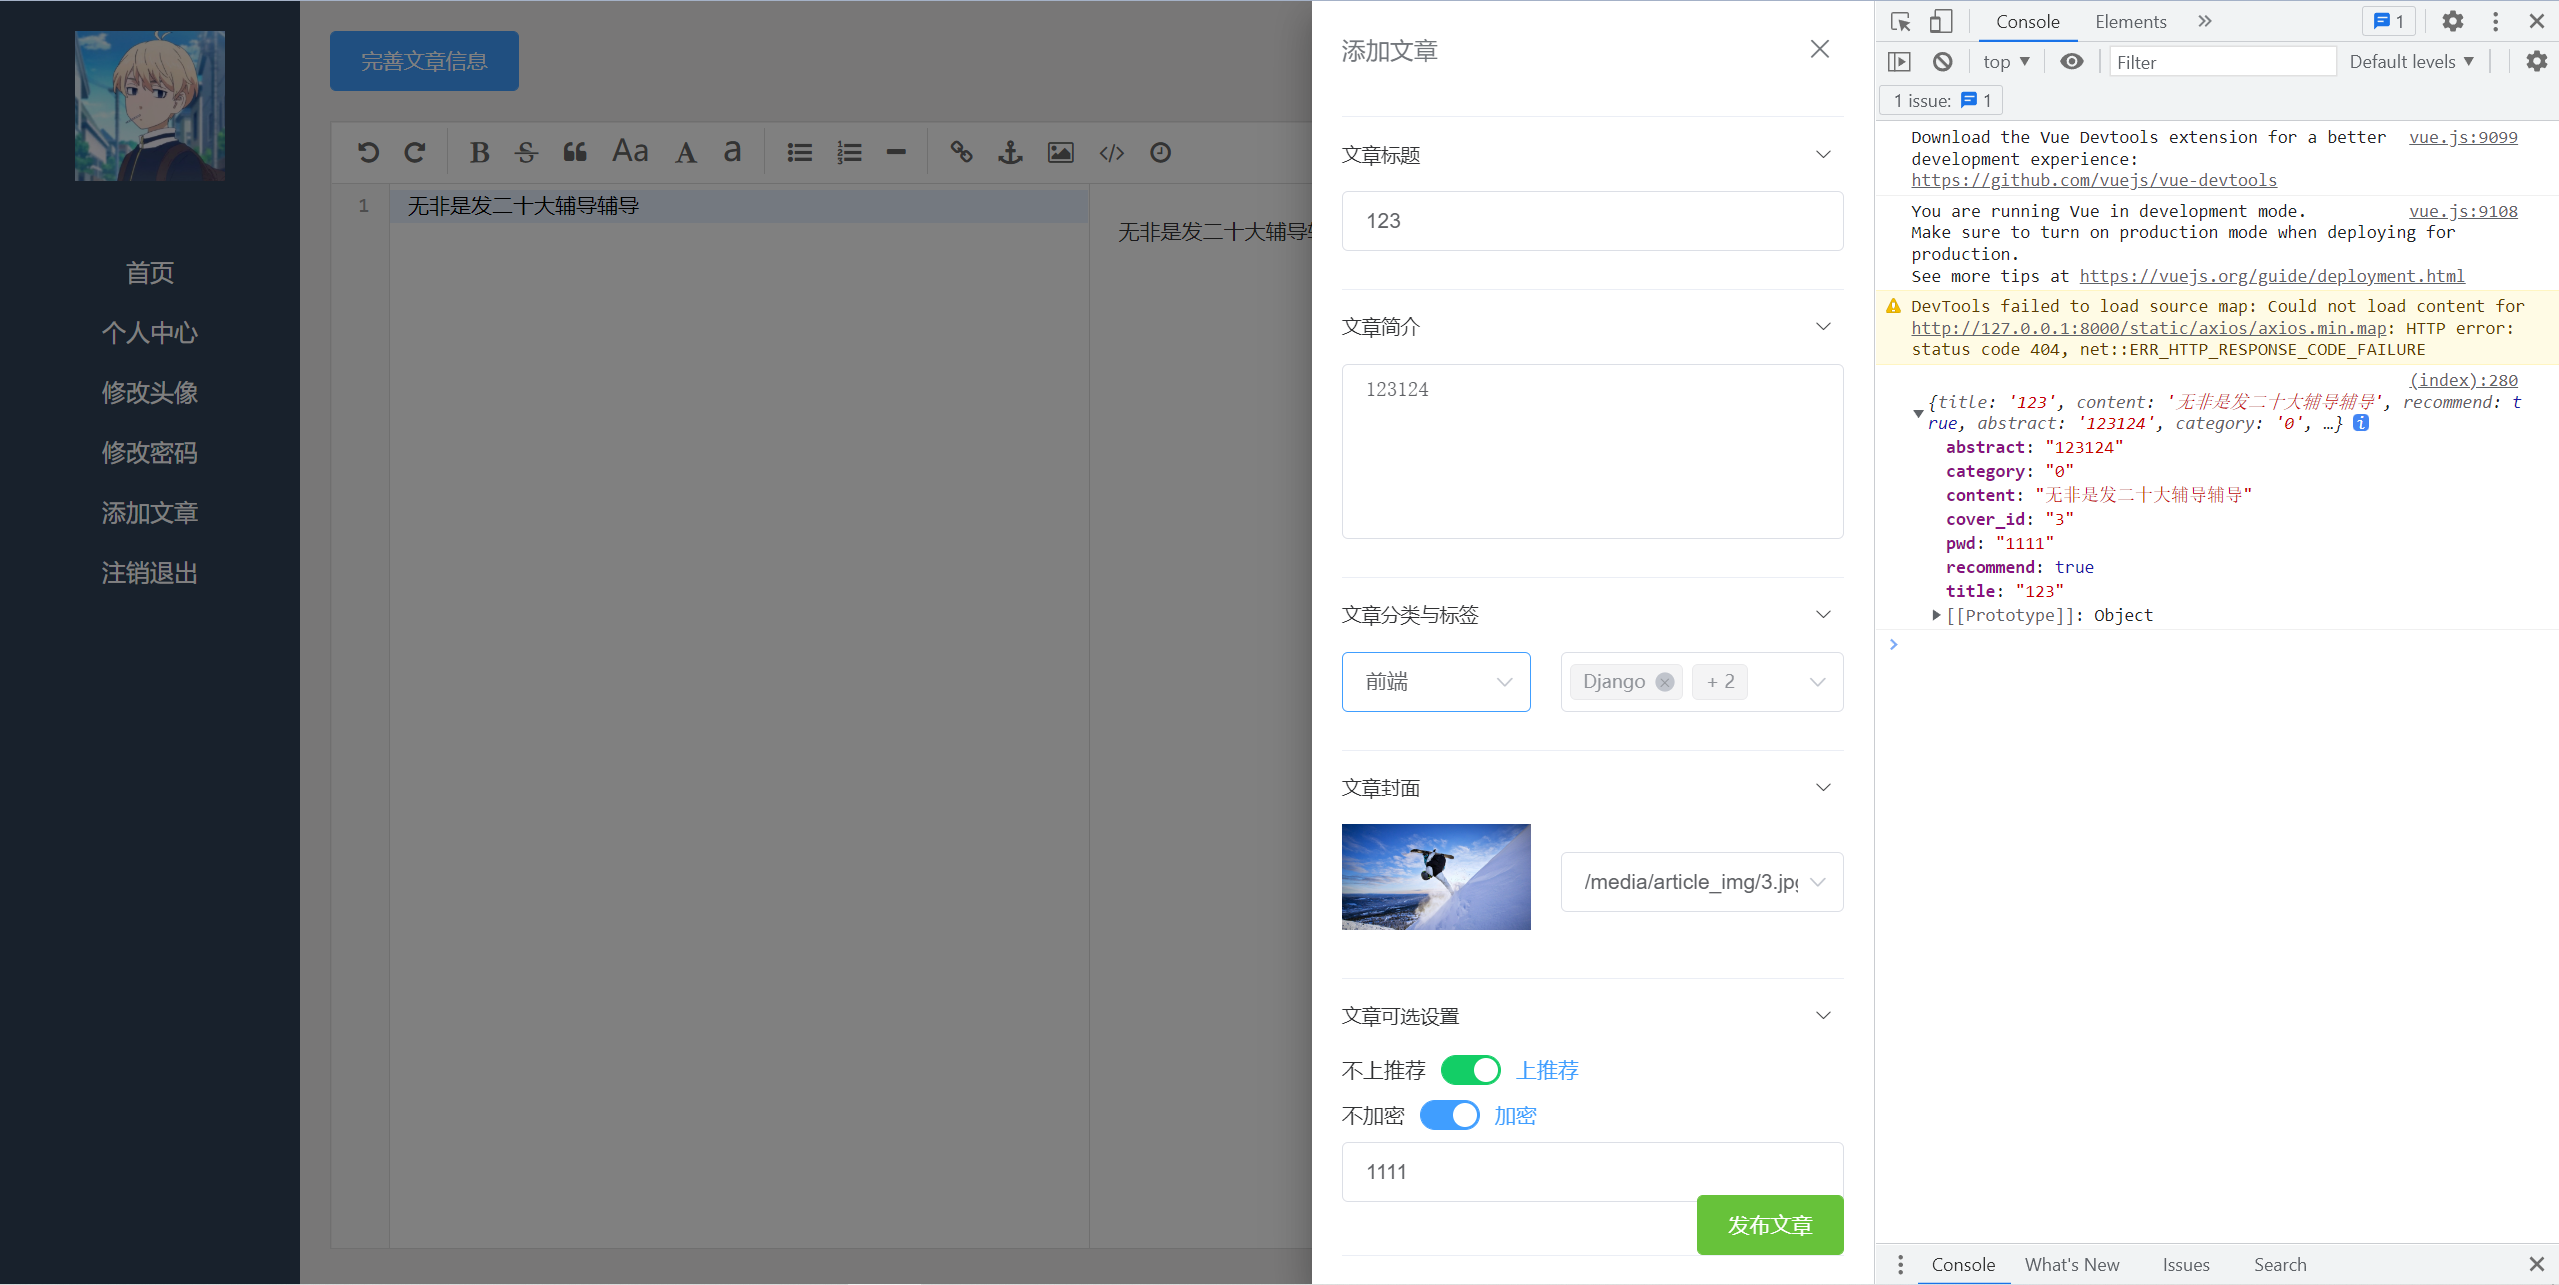 首页
个人中心
修改头像
修改密码
添加文章
注销退出
完善文章信息
B S Aa A a
1 无非是发二十大辅导辅导
无非是发二十大辅导
添加文章
文章标题
123
文章简介
123124
文章分类与标签
前端
Django
+ 2
文章封面
/media/article_img/3.jpg
文章可选设置
不上推荐 上推荐
不加密 加密
1111
发布文章
Console Elements 1
top Filter Default levels
1 issue: 1
Download the Vue Devtools extension for a better vue.js:9099
development experience:
https://github.com/vuejs/vue-devtools
You are running Vue in development mode. vue.js:9108
Make sure to turn on production mode when deploying for
production.
See more tips at https://vuejs.org/guide/deployment.html
DevTools failed to load source map: Could not load content for
http://127.0.0.1:8000/static/axios/axios.min.map: HTTP error:
status code 404, net::ERR_HTTP_RESPONSE_CODE_FAILURE
(index):280
{title: '123', content: '无非是发二十大辅导辅导', recommend: t
rue, abstract: '123124', category: '0', …}
abstract: "123124"
category: "0"
content: "无非是发二十大辅导辅导"
cover_id: "3"
pwd: "1111"
recommend: true
title: "123"
[[Prototype]]: Object
Console What's New Issues Search